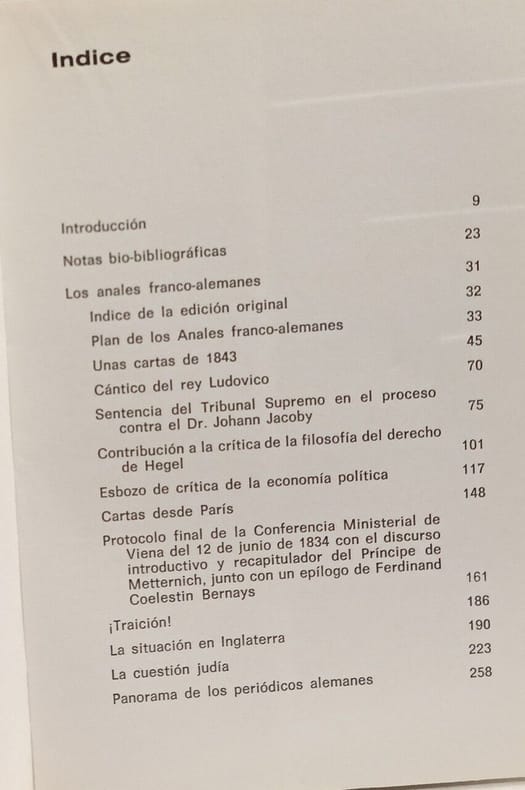 Indice
Introducción 9
Notas bio-bibliográficas 23
Los anales franco-alemanes 31
Indice de la edición original 32
Plan de los Anales franco-alemanes 33
Unas cartas de 1843 45
Cántico del rey Ludovico 70
Sentencia del Tribunal Supremo en el proceso
contra el Dr. Johann Jacoby 75
Contribución a la crítica de la filosofía del derecho
de Hegel 101
Esbozo de crítica de la economía política 117
Cartas desde París 148
Protocolo final de la Conferencia Ministerial de
Viena del 12 de junio de 1834 con el discurso
introductivo y recapitulador del Príncipe de
Metternich, junto con un epílogo de Ferdinand
Coelestin Bernays 161
¡Traición! 186
La situación en Inglaterra 190
La cuestión judía 223
Panorama de los periódicos alemanes 258